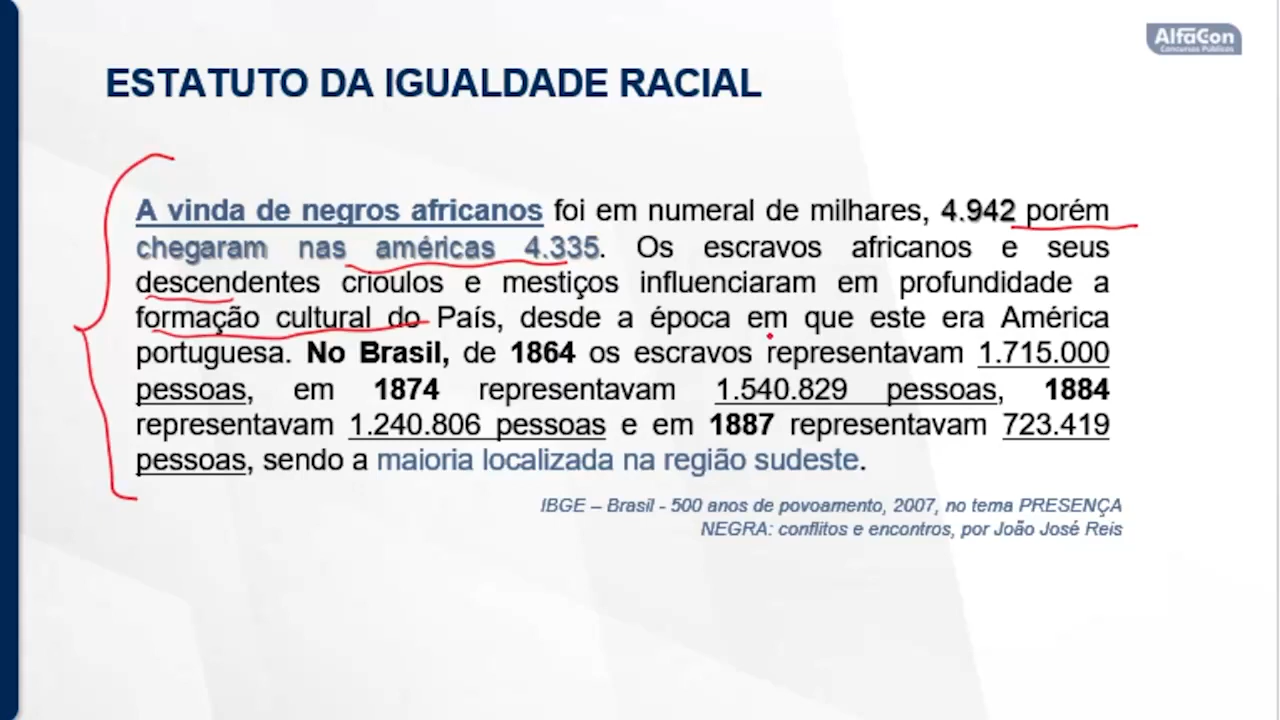 AlfaCon
Concursos Públicos
ESTATUTO DA IGUALDADE RACIAL
A vinda de negros africanos foi em numeral de milhares, 4.942 porém
chegaram nas américas 4.335. Os escravos africanos e seus
descendentes crioulos e mestiços influenciaram em profundidade a
formação cultural do País, desde a época em que este era América
portuguesa. No Brasil, de 1864 os escravos representavam 1.715.000
pessoas, em 1874 representavam 1.540.829 pessoas, 1884
representavam 1.240.806 pessoas e em 1887 representavam 723.419
pessoas, sendo a maioria localizada na região sudeste.
IBGE – Brasil - 500 anos de povoamento, 2007, no tema PRESENÇA
NEGRA: conflitos e encontros, por João José Reis